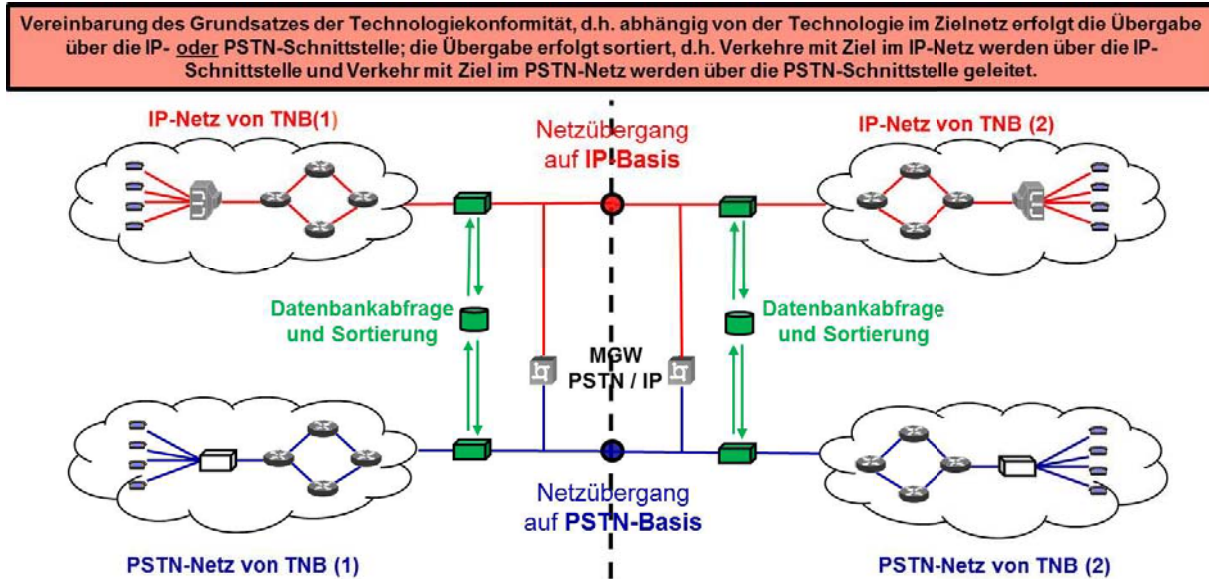 Vereinbarung des Grundsatzes der Technologiekonformität, d.h. abhängig von der Technologie im Zielnetz erfolgt die Übergabe
über die IP- oder PSTN-Schnittstelle; die Übergabe erfolgt sortiert, d.h. Verkehre mit Ziel im IP-Netz werden über die IP-
Schnittstelle und Verkehr mit Ziel im PSTN-Netz werden über die PSTN-Schnittstelle geleitet.
IP-Netz von TNB(1)
Netzübergang
auf IP-Basis
IP-Netz von TNB (2)
Datenbankabfrage
und Sortierung
MGW
PSTN / IP
Datenbankabfrage
und Sortierung
Netzübergang
auf PSTN-Basis
PSTN-Netz von TNB (1)
PSTN-Netz von TNB (2)